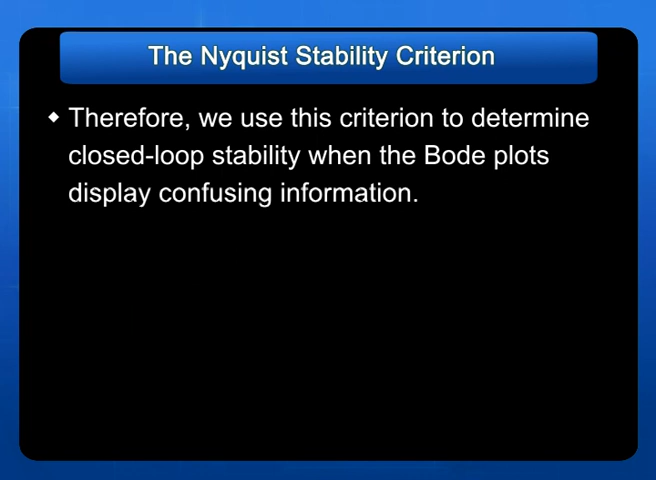 The Nyquist Stability Criterion
Therefore, we use this criterion to determine
closed-loop stability when the Bode plots
display confusing information.